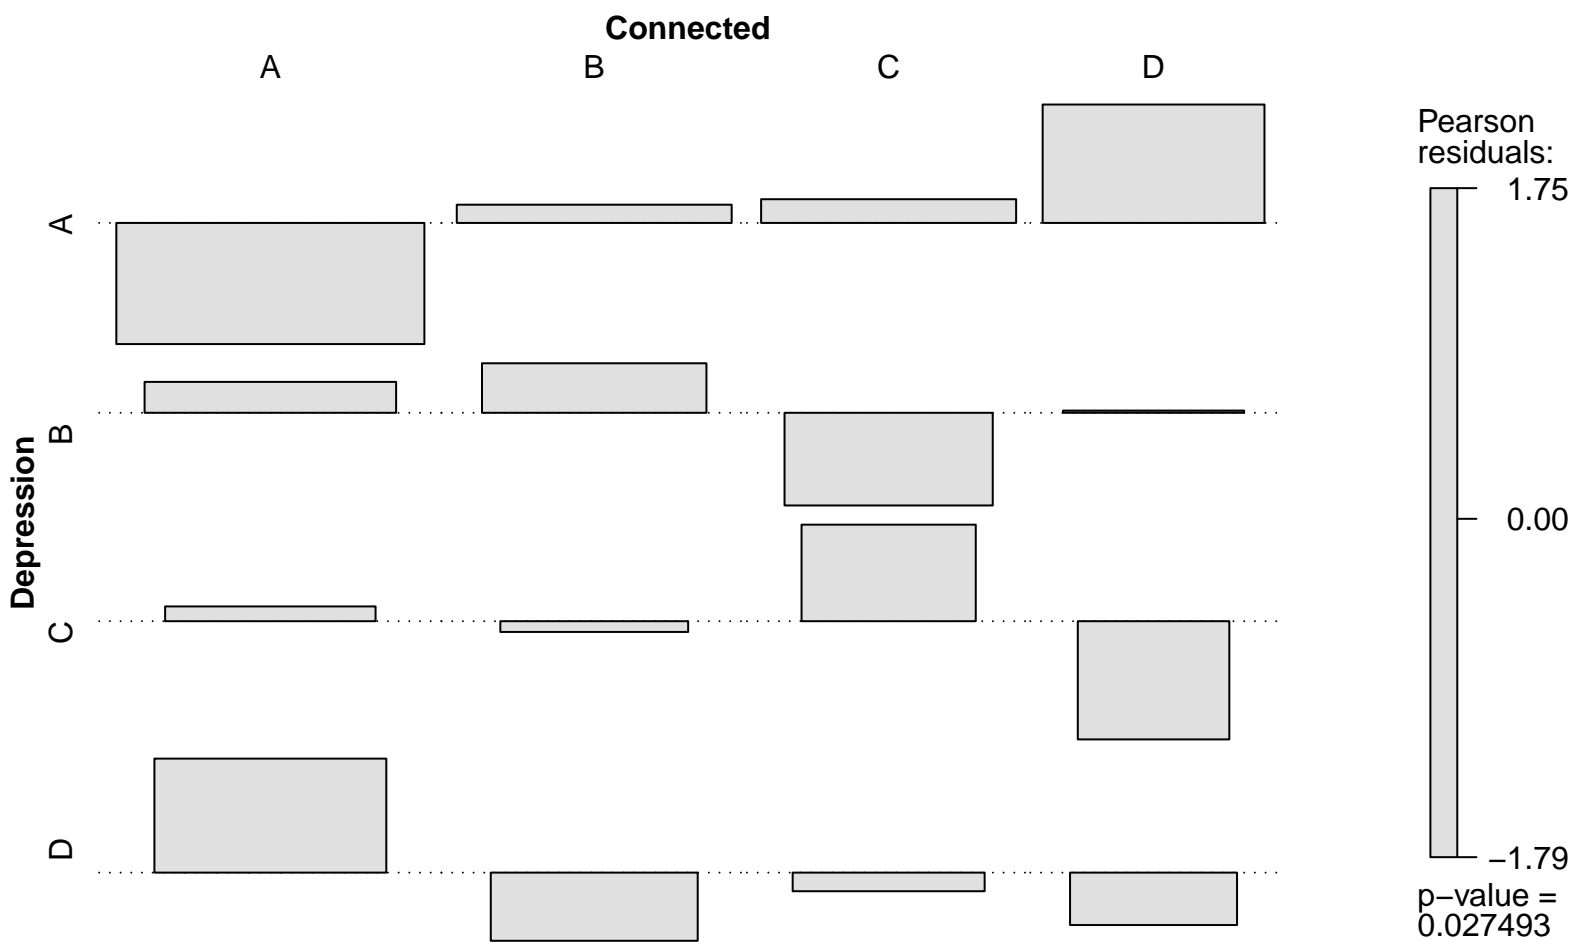 Connected
A B C D
Depression
A
B
C
D
Pearson
residuals:
1.75
0.00
−1.79
p−value =
0.027493